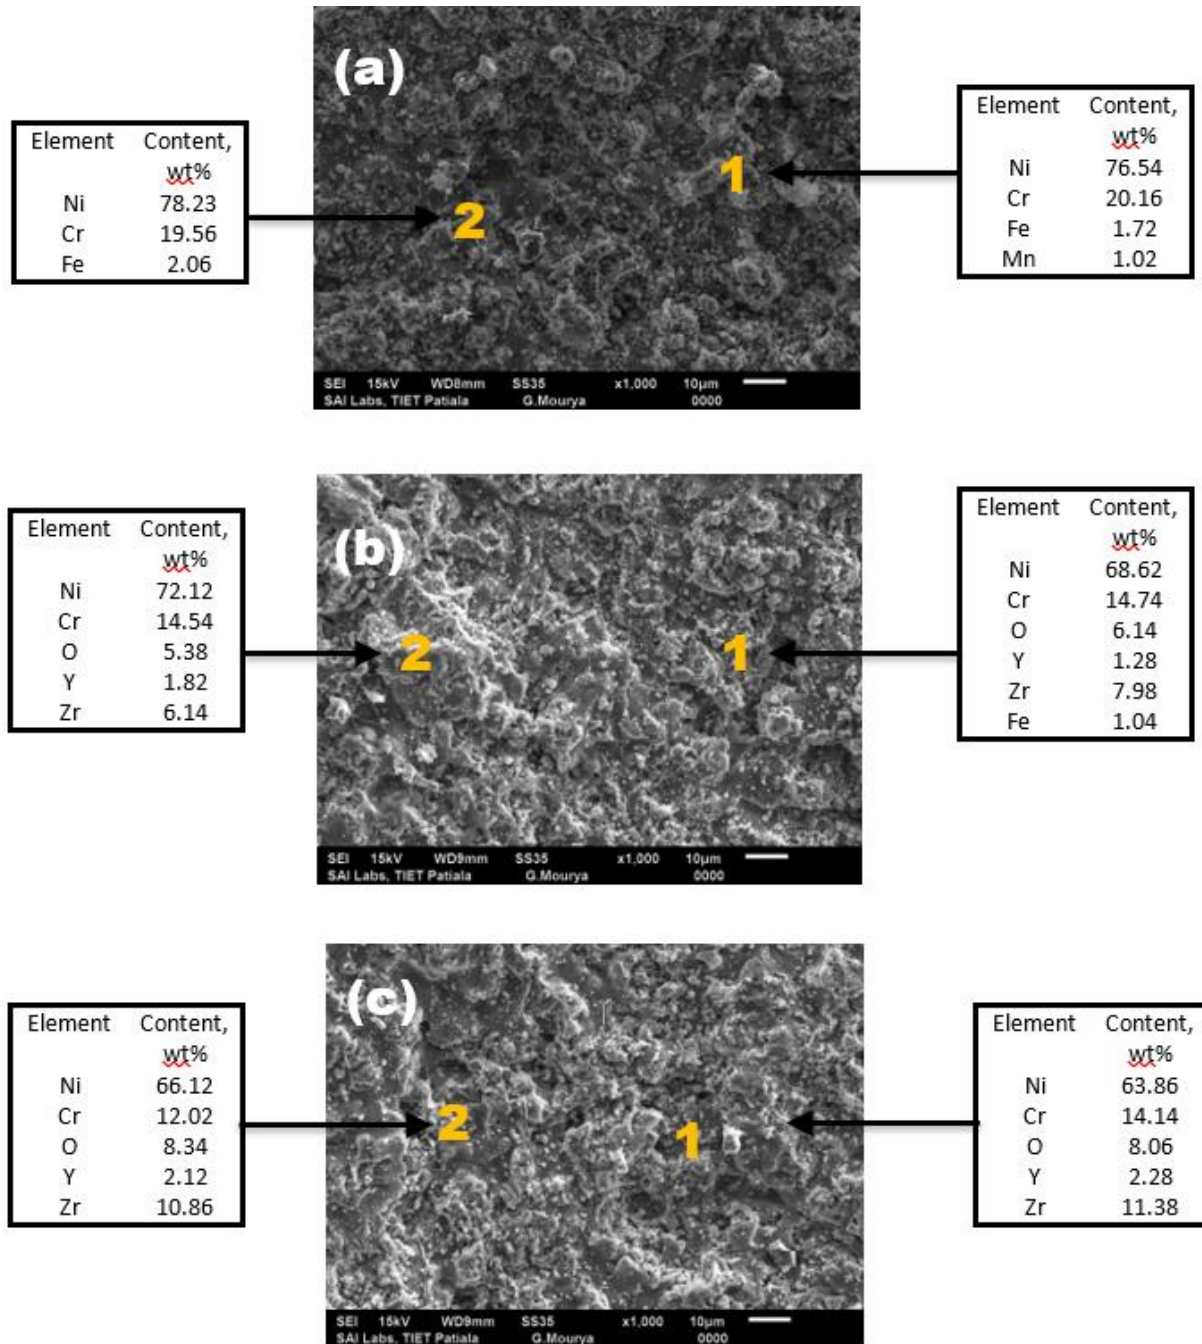 (a)
Element Content,
wt%
Ni 78.23
Cr 19.56
Fe 2.06
1
2
Element Content,
wt%
Ni 76.54
Cr 20.16
Fe 1.72
Mn 1.02
SEI 15kV WD8mm SS35 x1,000 10µm
SAI Labs, TIET Patiala G.Mourya 0000
(b)
Element Content,
wt%
Ni 72.12
Cr 14.54
O 5.38
Y 1.82
Zr 6.14
2
1
Element Content,
wt%
Ni 68.62
Cr 14.74
O 6.14
Y 1.28
Zr 7.98
Fe 1.04
SEI 15kV WD9mm SS35 x1,000 10µm
SAI Labs, TIET Patiala G.Mourya 0000
(c)
Element Content,
wt%
Ni 66.12
Cr 12.02
O 8.34
Y 2.12
Zr 10.86
2
1
Element Content,
wt%
Ni 63.86
Cr 14.14
O 8.06
Y 2.28
Zr 11.38
SEI 15kV WD9mm SS35 x1,000 10µm
SAI Labs, TIET Patiala G.Mourya 0000